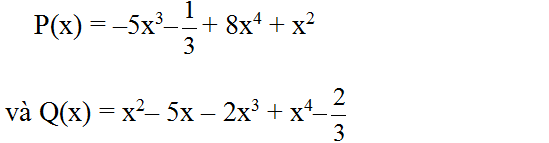 P(x) = –5x³– 1/3 + 8x⁴ + x²
và Q(x) = x²– 5x – 2x³ + x⁴– 2/3